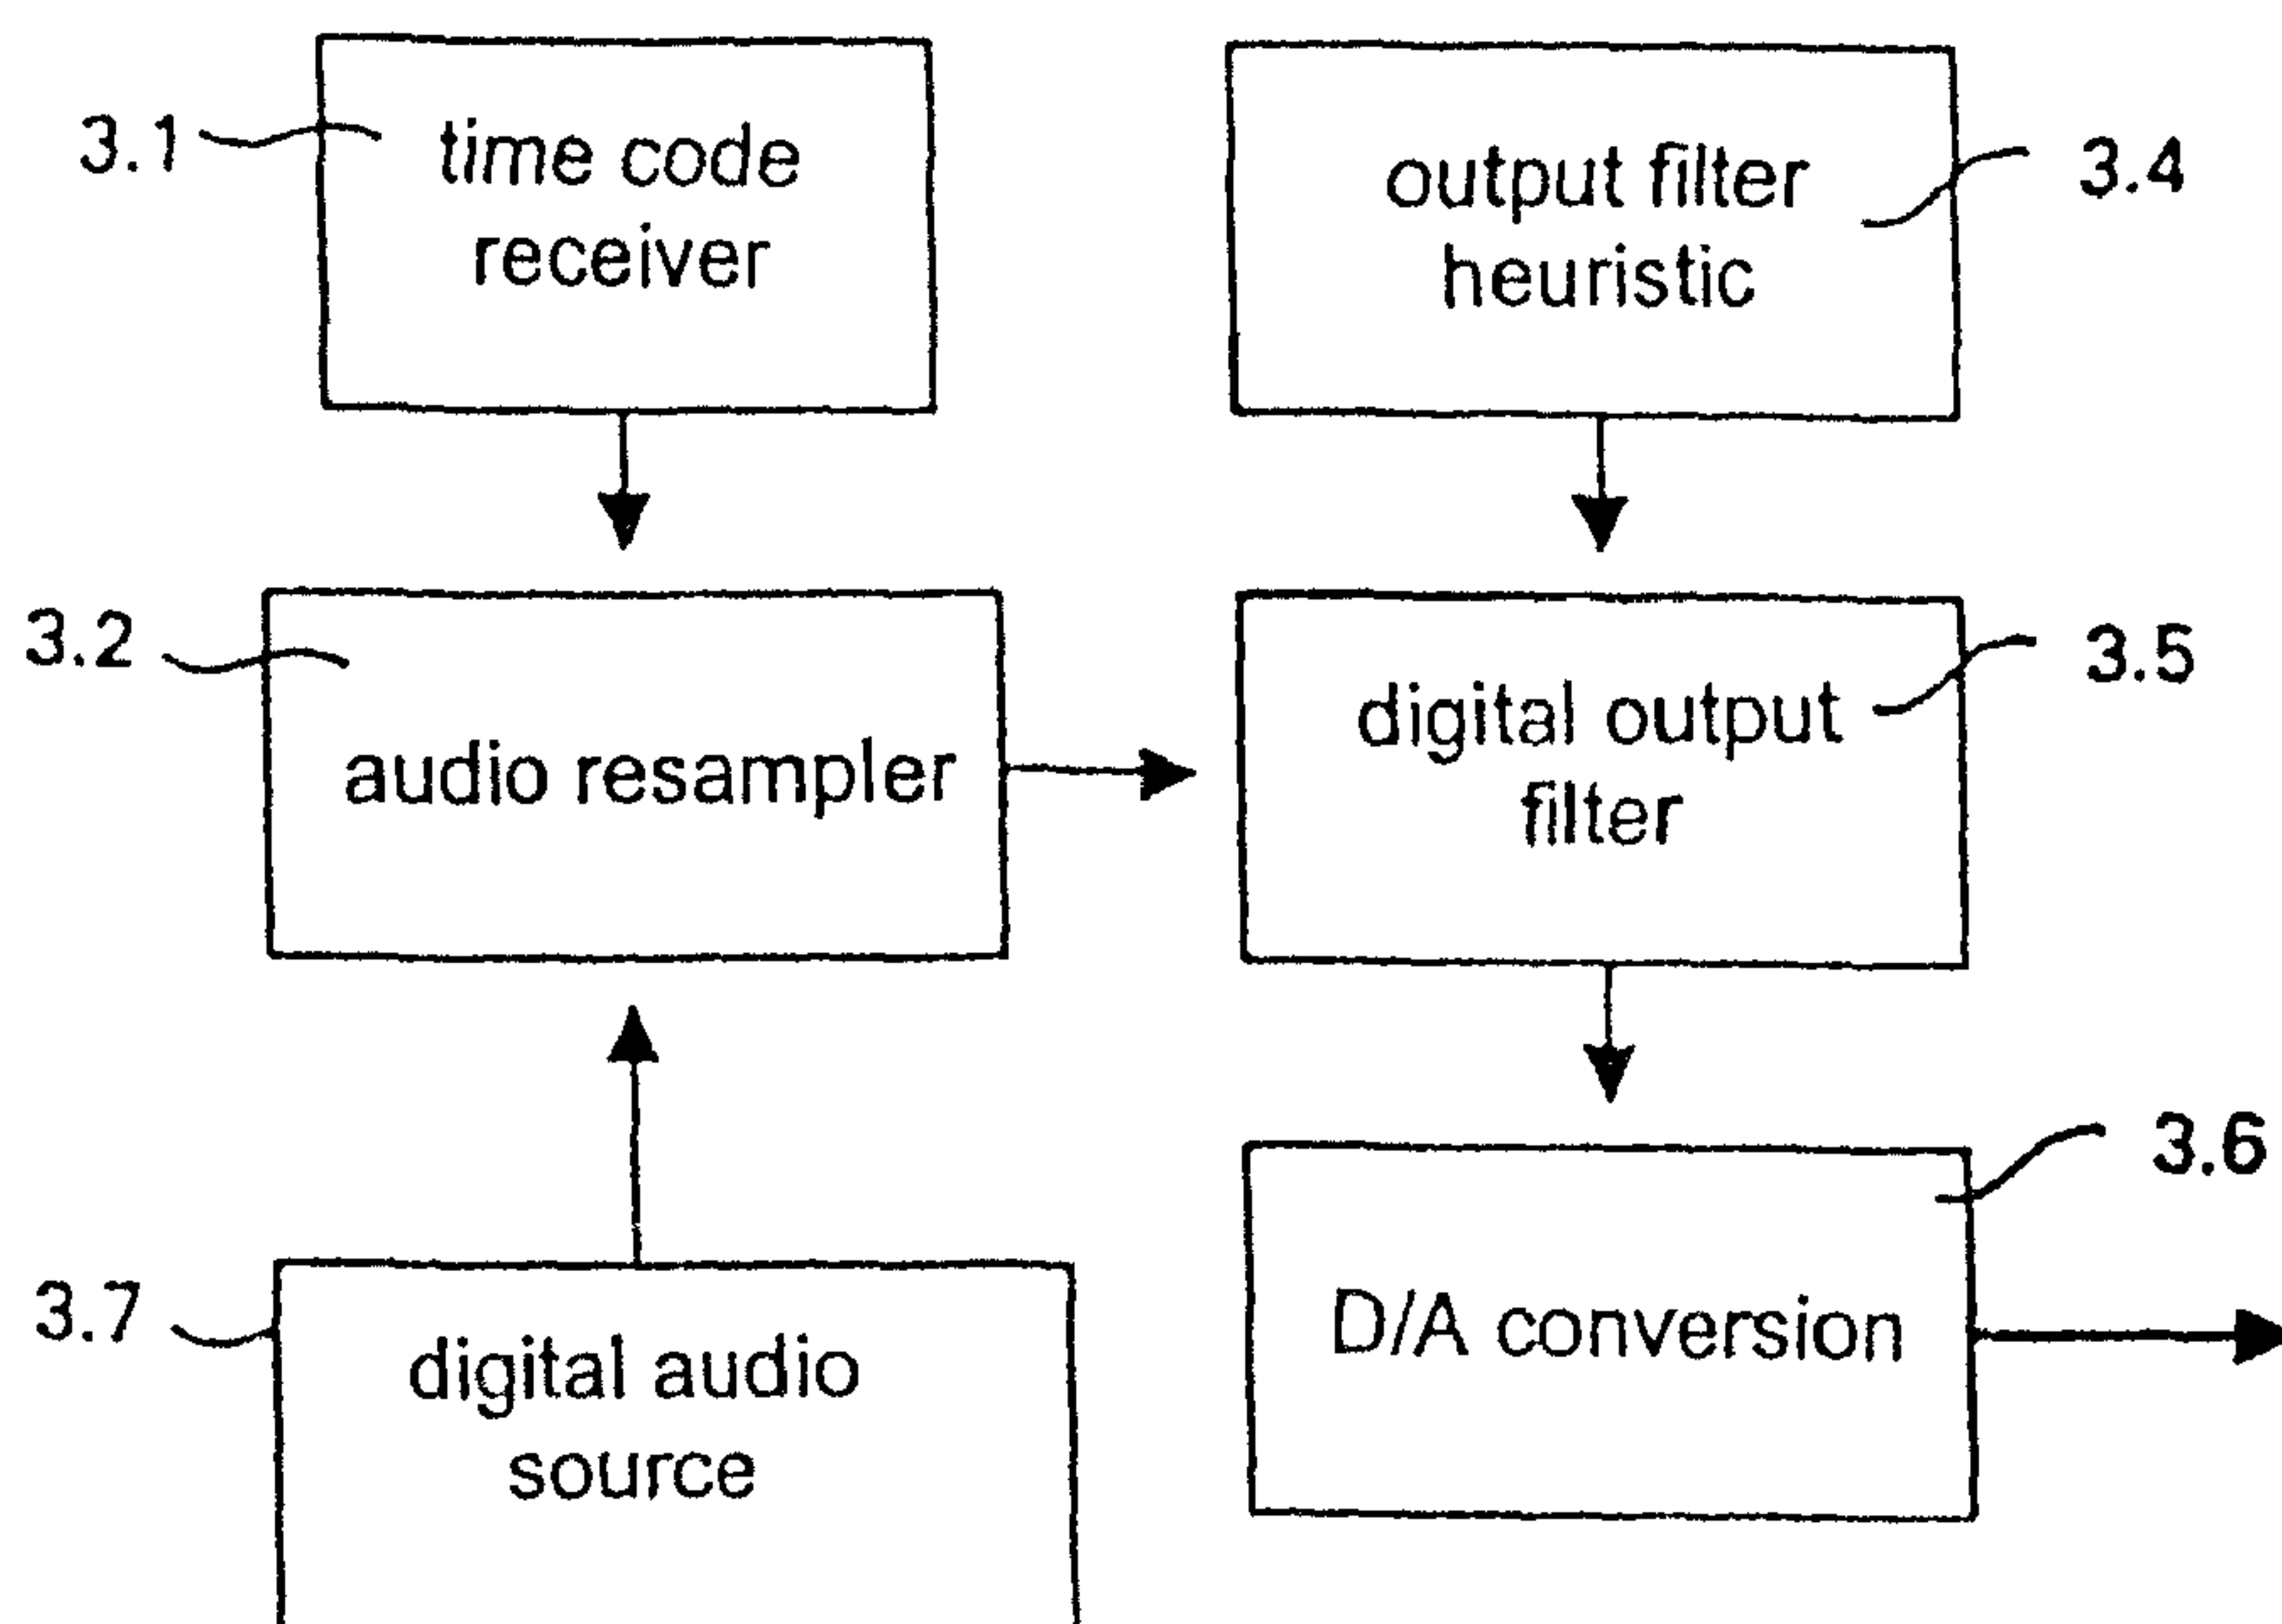 3.1
time code
receiver
output filter
heuristic
3.4
3.2
audio resampler
digital output
filter
3.5
3.7
digital audio
source
D/A conversion
3.6